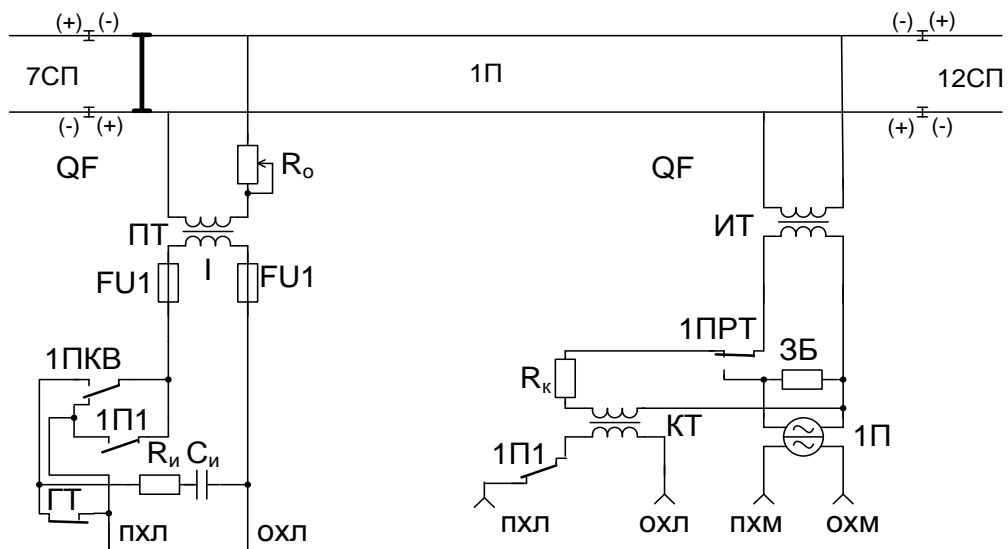 (+) (-) (-) (+)
7СП 1П 12СП
(-) (+) (+) (-)
QF Rо QF
ПТ ИТ
FU1 I FU1
1ПКВ 1ПРТ ЗБ
Rк
1П1 КТ 1П
Rи Cи 1П1
ГТ
ПХЛ ОХЛ ПХЛ ОХЛ ПХМ ОХМ